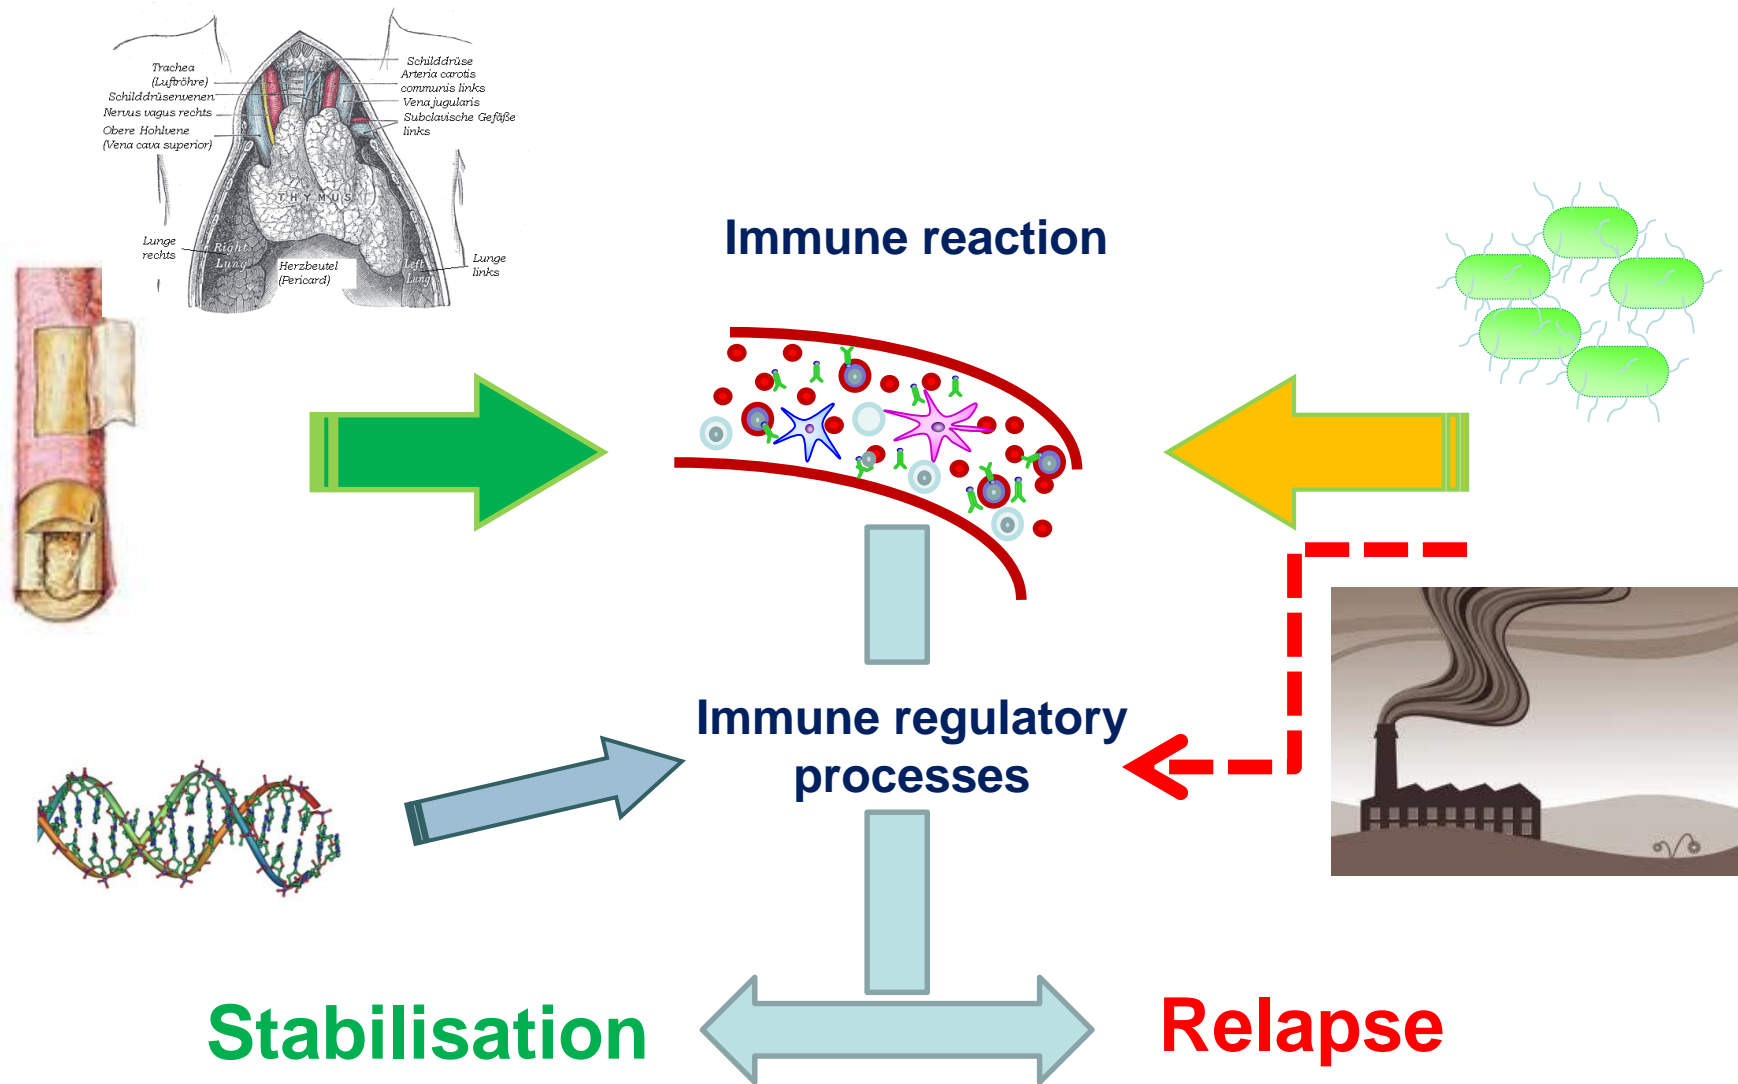 Trachea
(Luftröhre)
Schilddrüsenvenen
Nervus vagus rechts
Obere Hohlvene
(Vena cava superior)
Schilddrüse
Arteria carotis
communis links
Vena jugularis
Subclavische Gefäße
links
THYMUS
Lunge
rechts
Right
Lung
Herzbeutel
(Pericard)
Left
Lung
Lunge
links
Immune reaction
Immune regulatory
processes
Stabilisation
Relapse